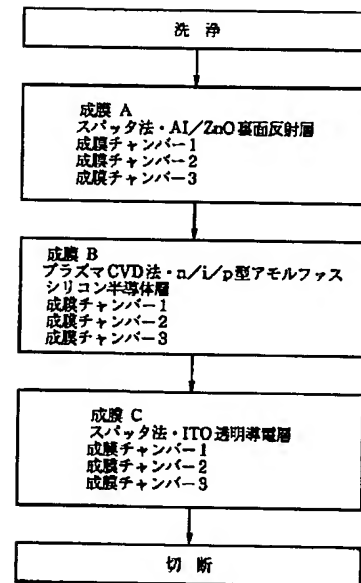 洗 浄
成膜 A
スパッタ法・Al/ZnO裏面反射層
成膜チャンバー1
成膜チャンバー2
成膜チャンバー3
成膜 B
プラズマCVD法・n/i/p型アモルファス
シリコン半導体層
成膜チャンバー1
成膜チャンバー2
成膜チャンバー3
成膜 C
スパッタ法・ITO透明導電層
成膜チャンバー1
成膜チャンバー2
成膜チャンバー3
切 断